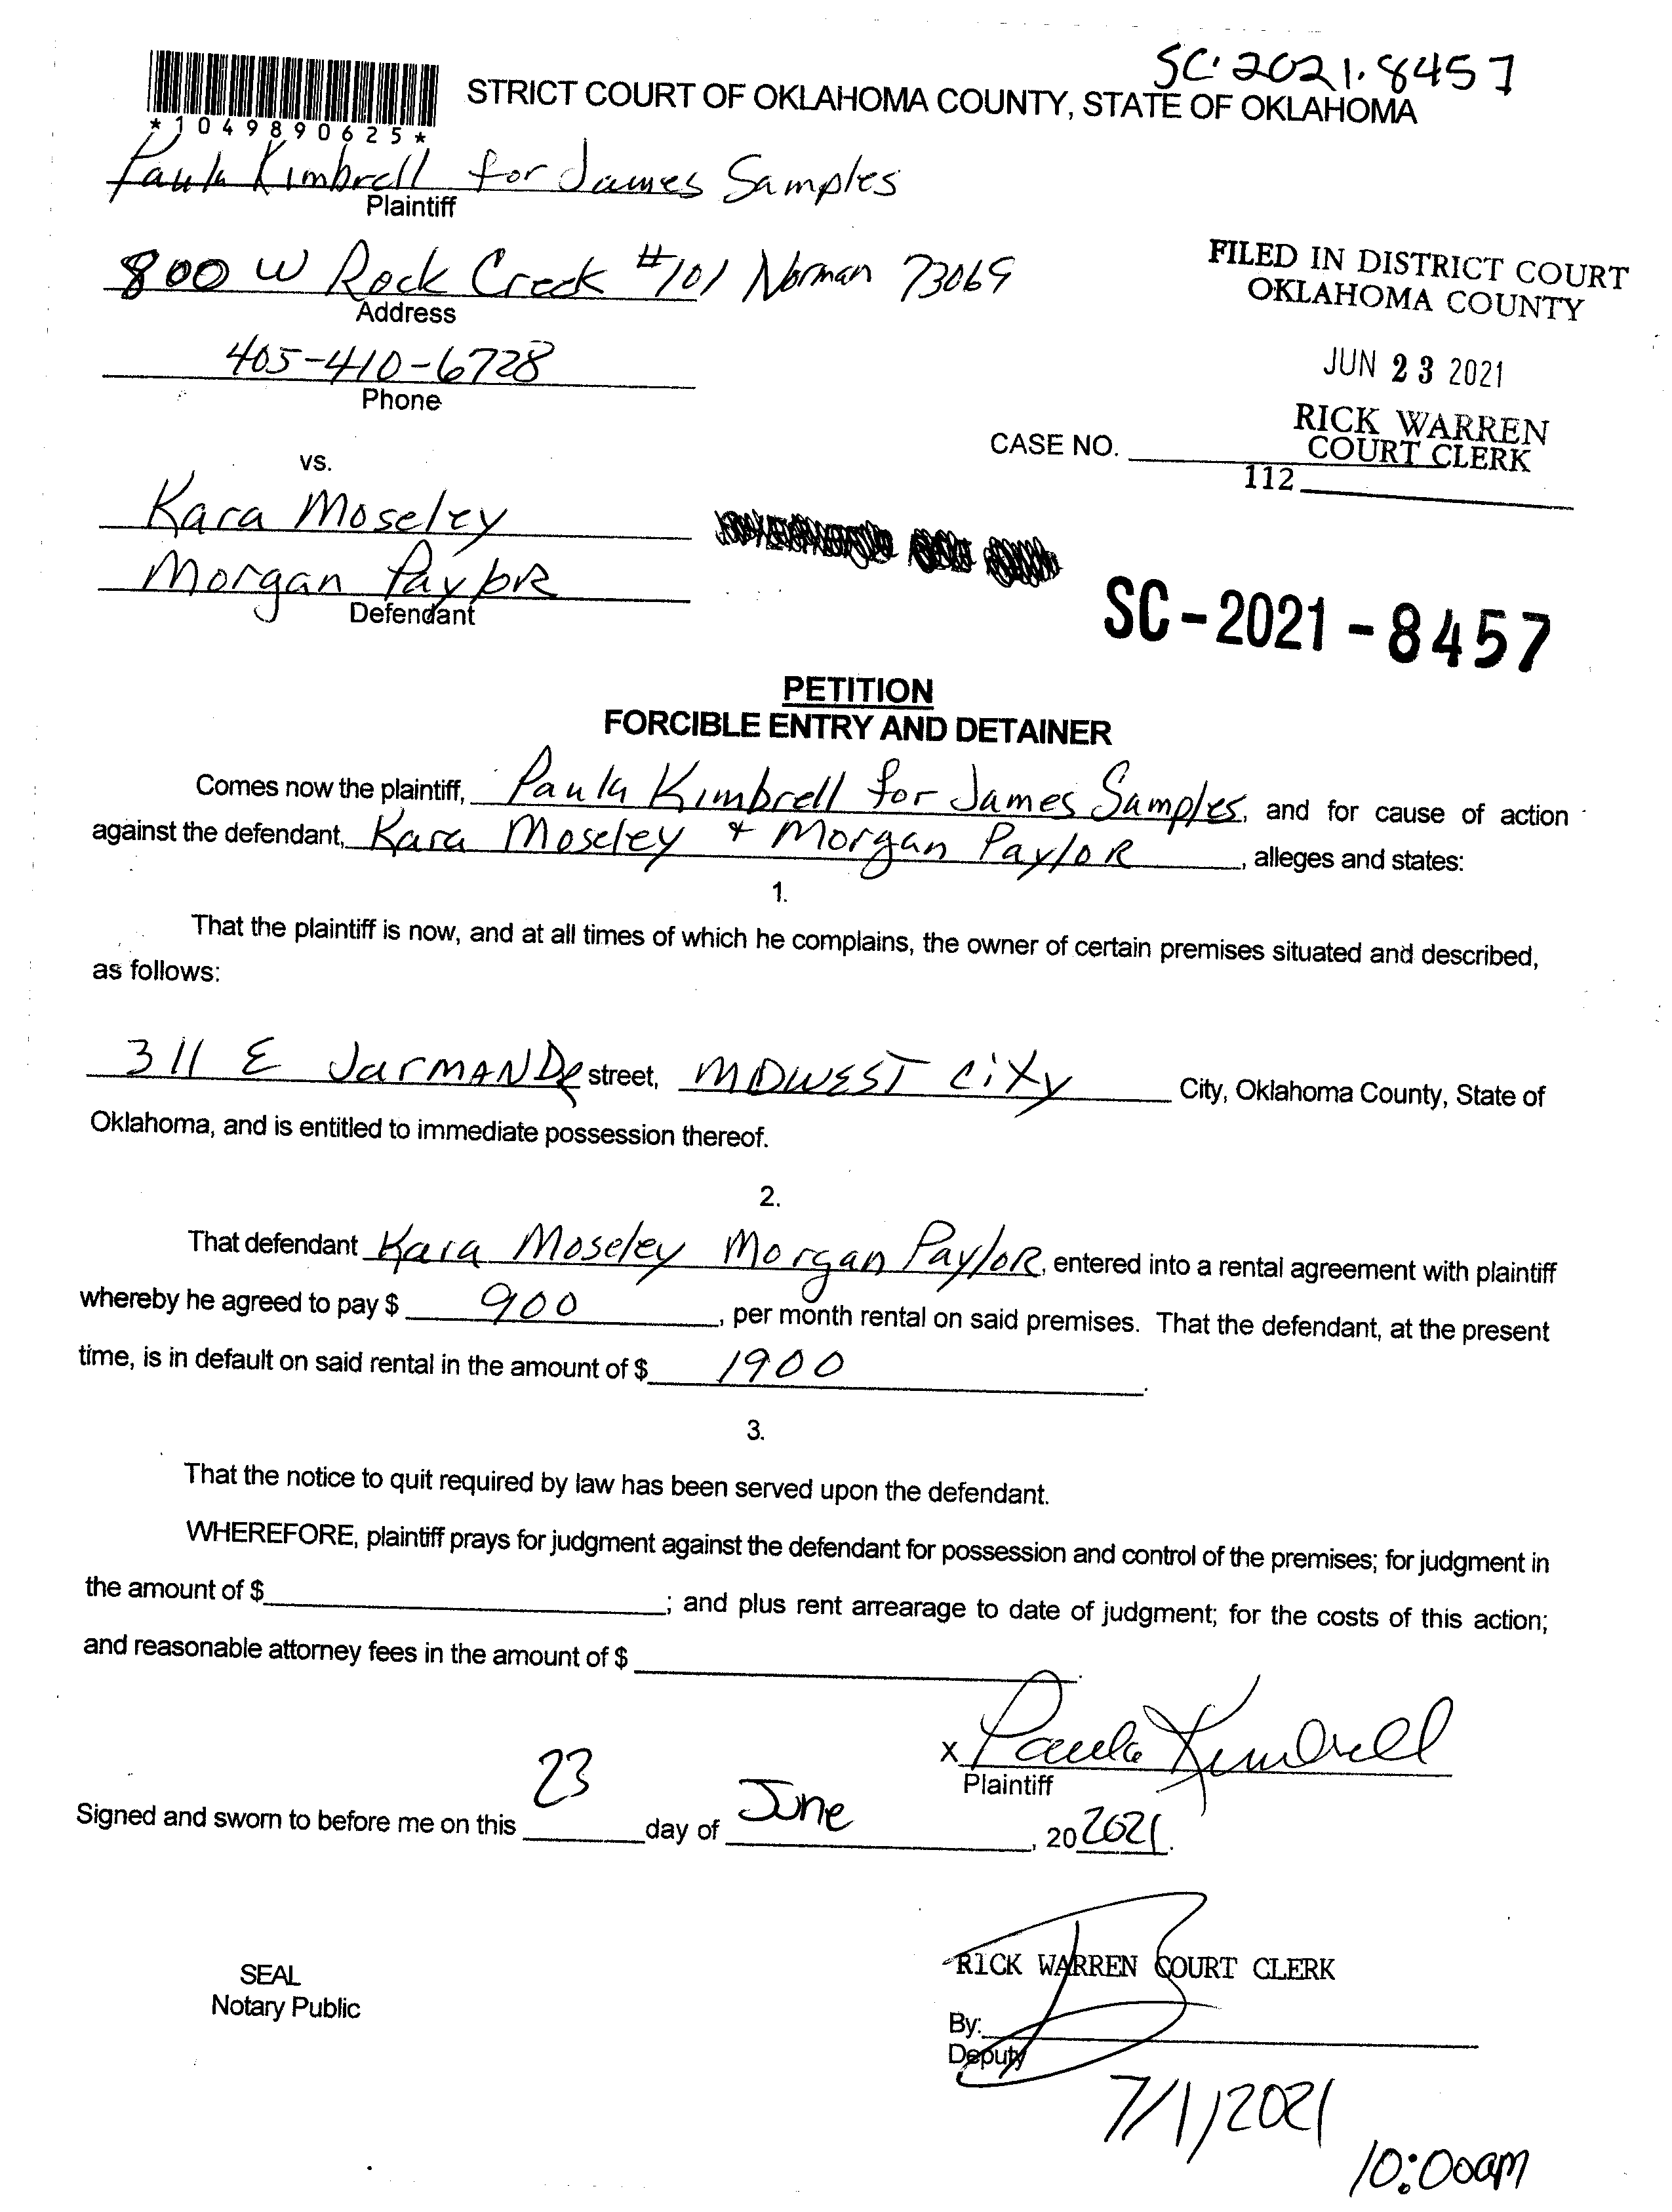 SC-2021-8457
STRICT COURT OF OKLAHOMA COUNTY, STATE OF OKLAHOMA
*1049890625*
Paula Kimbrell for James Samples
Plaintiff
800 W Rock Creek #101 Norman 73069
Address
FILED IN DISTRICT COURT
OKLAHOMA COUNTY
405-410-6728
Phone
JUN 23 2021
RICK WARREN
COURT CLERK
CASE NO.
112
vs.
Kara Moseley
Morgan Paylor
Defendant
SC-2021-8457
PETITION
FORCIBLE ENTRY AND DETAINER
Comes now the plaintiff, Paula Kimbrell for James Samples, and for cause of action
against the defendant, Kara Moseley + Morgan Paylor, alleges and states:
1.
That the plaintiff is now, and at all times of which he complains, the owner of certain premises situated and described,
as follows:
311 E Jarman De street, MDWEST City City, Oklahoma County, State of
Oklahoma, and is entitled to immediate possession thereof.
2.
That defendant Kara Moseley Morgan Paylor, entered into a rental agreement with plaintiff
whereby he agreed to pay $ 900, per month rental on said premises. That the defendant, at the present
time, is in default on said rental in the amount of $ 1900.
3.
That the notice to quit required by law has been served upon the defendant.
WHEREFORE, plaintiff prays for judgment against the defendant for possession and control of the premises; for judgment in
the amount of $; and plus rent arrearage to date of judgment; for the costs of this action;
and reasonable attorney fees in the amount of $.
x Paula Kimbrell
Plaintiff
Signed and sworn to before me on this 23 day of June, 20 2021.
RICK WARREN COURT CLERK
SEAL
Notary Public
By:
Deputy
7/1/2021
10:00am